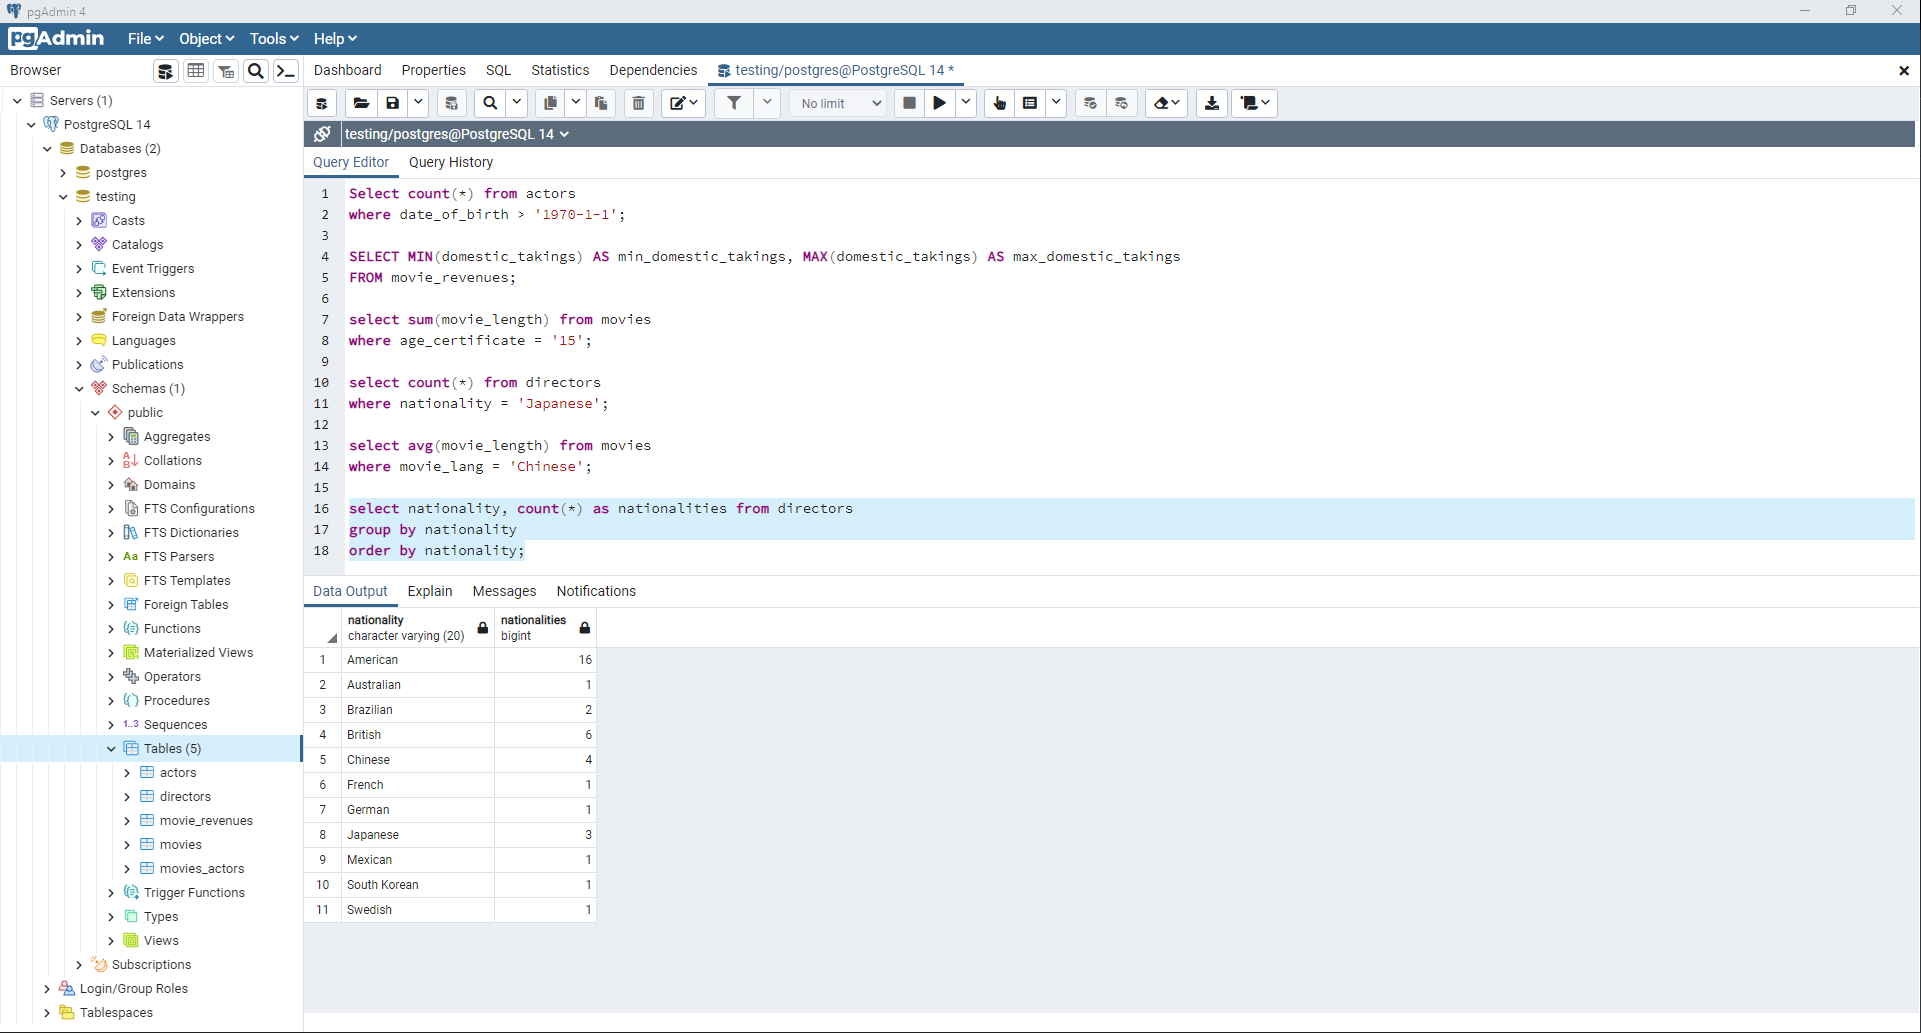 pgAdmin 4
pgAdmin File Object Tools Help
Browser
Dashboard Properties SQL Statistics Dependencies testing/postgres@PostgreSQL 14 *
No limit
testing/postgres@PostgreSQL 14
Query Editor Query History
Servers (1)
PostgreSQL 14
Databases (2)
postgres
testing
Casts
Catalogs
Event Triggers
Extensions
Foreign Data Wrappers
Languages
Publications
Schemas (1)
public
Aggregates
Collations
Domains
FTS Configurations
FTS Dictionaries
Aa FTS Parsers
FTS Templates
Foreign Tables
Functions
Materialized Views
Operators
Procedures
1..3 Sequences
Tables (5)
actors
directors
movie_revenues
movies
movies_actors
Trigger Functions
Types
Views
Subscriptions
Login/Group Roles
Tablespaces
1 Select count(*) from actors
2 where date_of_birth > '1970-1-1';
3
4 SELECT MIN(domestic_takings) AS min_domestic_takings, MAX(domestic_takings) AS max_domestic_takings
5 FROM movie_revenues;
6
7 select sum(movie_length) from movies
8 where age_certificate = '15';
9
10 select count(*) from directors
11 where nationality = 'Japanese';
12
13 select avg(movie_length) from movies
14 where movie_lang = 'Chinese';
15
16 select nationality, count(*) as nationalities from directors
17 group by nationality
18 order by nationality;
Data Output Explain Messages Notifications
nationality nationalities
character varying (20) bigint
1 American 16
2 Australian 1
3 Brazilian 2
4 British 6
5 Chinese 4
6 French 1
7 German 1
8 Japanese 3
9 Mexican 1
10 South Korean 1
11 Swedish 1